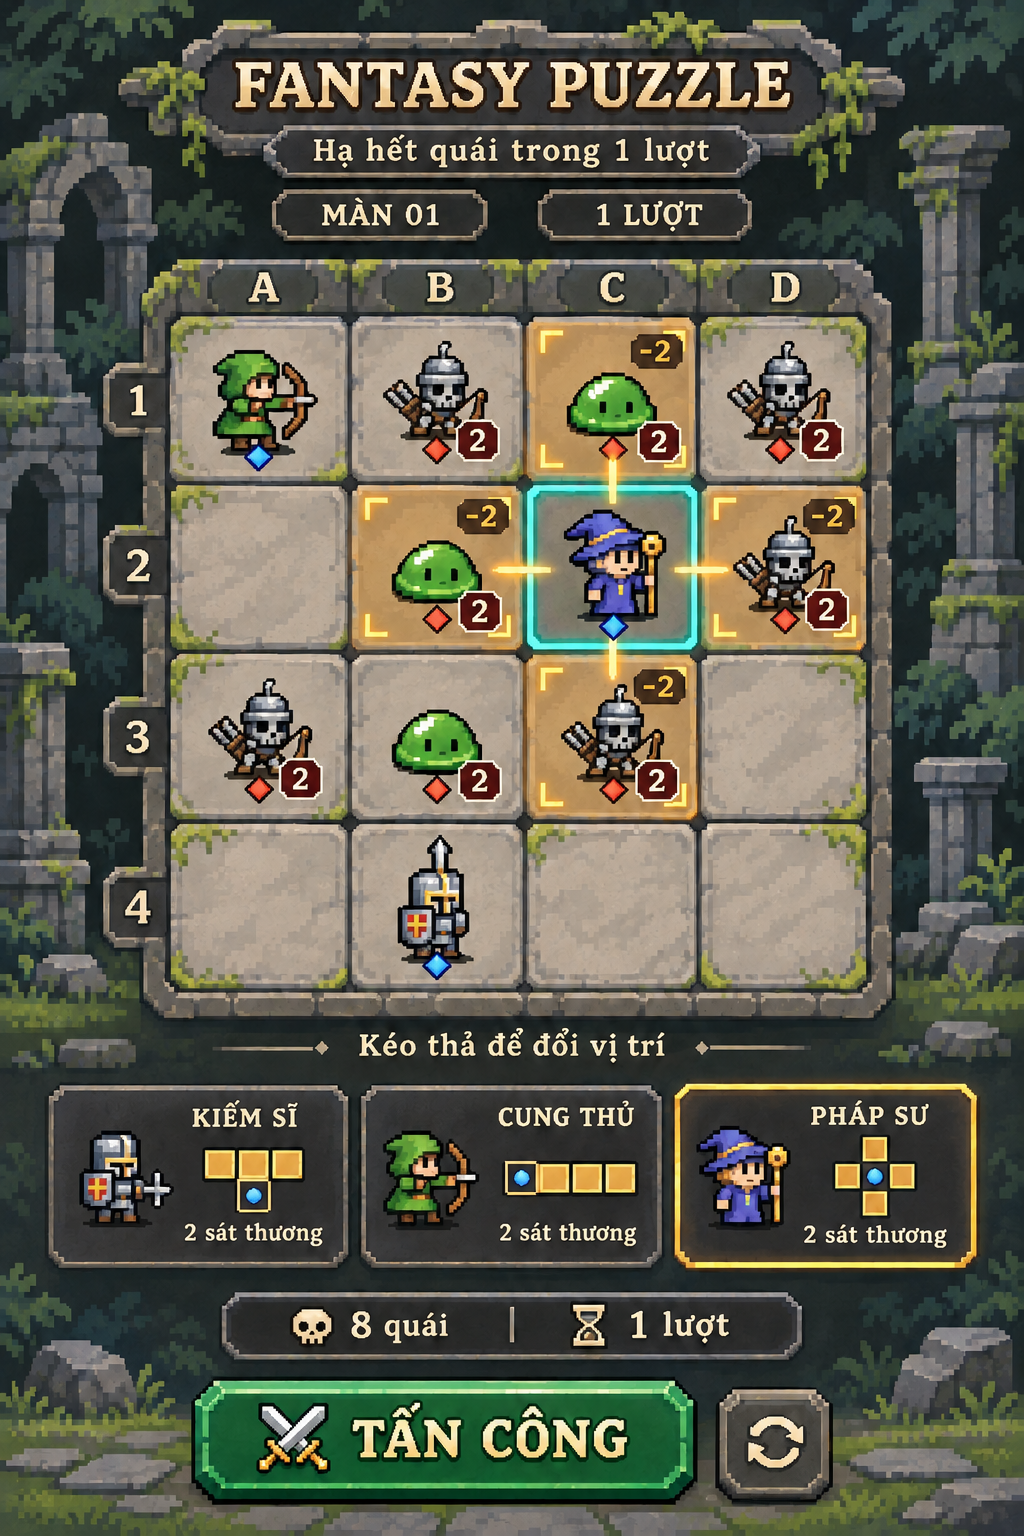 FANTASY PUZZLE
Hạ hết quái trong 1 lượt
MÀN 01
1 LƯỢT
A B C D
1
2 2 -2 2
2
-2 2 -2 2
3
2 2 -2 2
4
Kéo thả để đổi vị trí
KIẾM SĨ
2 sát thương
CUNG THỦ
2 sát thương
PHÁP SƯ
2 sát thương
8 quái | 1 lượt
TẤN CÔNG